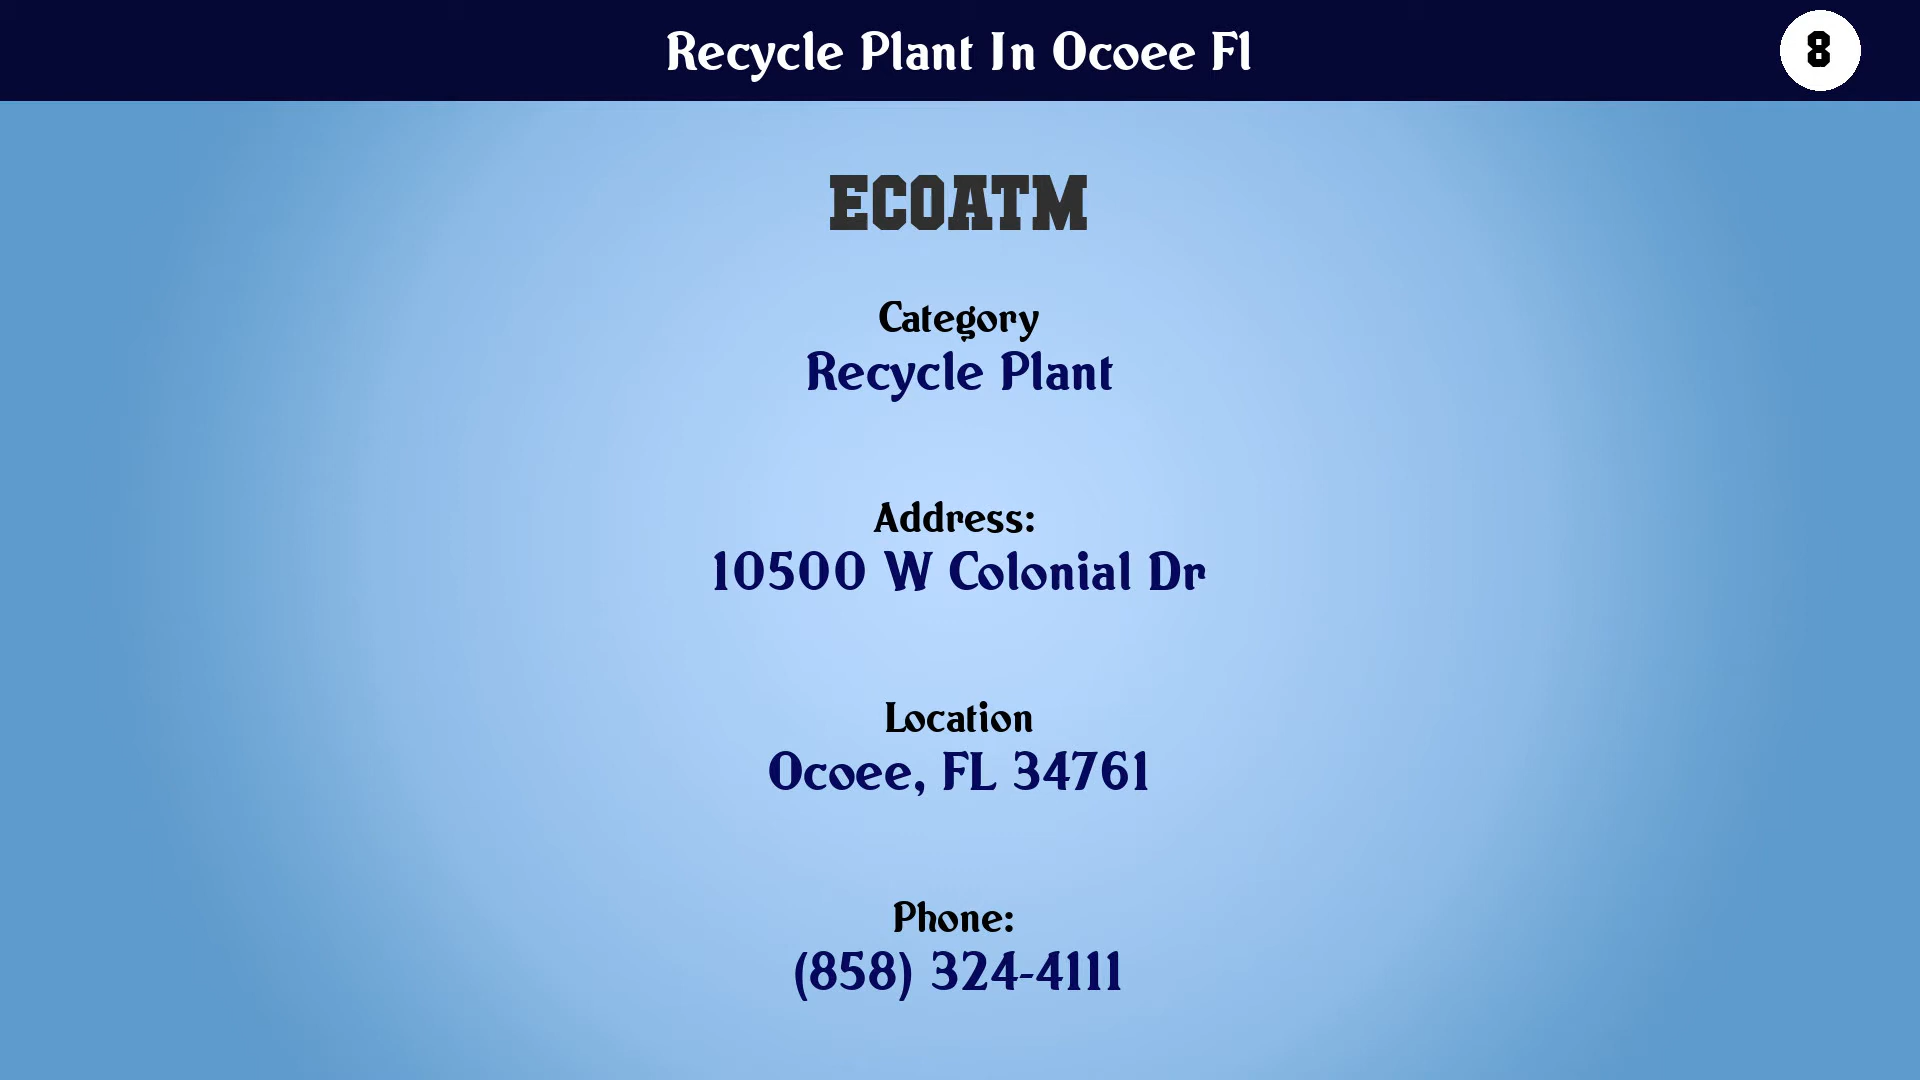 Recycle Plant In Ocoee Fl
8
ECOATM
Category
Recycle Plant
Address:
10500 W Colonial Dr
Location
Ocoee, FL 34761
Phone:
(858) 324-4111